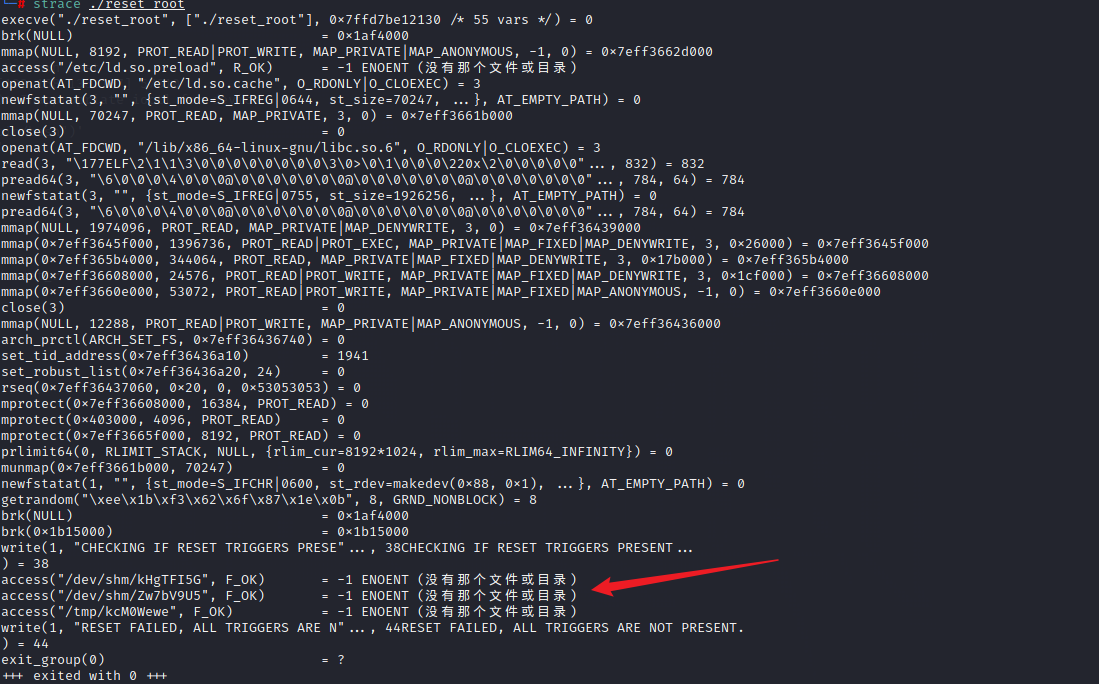 └─# strace ./reset_root
execve("./reset_root", ["./reset_root"], 0×7ffd7be12130 /* 55 vars */) = 0
brk(NULL) = 0×1af4000
mmap(NULL, 8192, PROT_READ|PROT_WRITE, MAP_PRIVATE|MAP_ANONYMOUS, -1, 0) = 0×7eff3662d000
access("/etc/ld.so.preload", R_OK) = -1 ENOENT (没有那个文件或目录)
openat(AT_FDCWD, "/etc/ld.so.cache", O_RDONLY|O_CLOEXEC) = 3
newfstatat(3, "", {st_mode=S_IFREG|0644, st_size=70247, ...}, AT_EMPTY_PATH) = 0
mmap(NULL, 70247, PROT_READ, MAP_PRIVATE, 3, 0) = 0×7eff3661b000
close(3) = 0
openat(AT_FDCWD, "/lib/x86_64-linux-gnu/libc.so.6", O_RDONLY|O_CLOEXEC) = 3
read(3, "\177ELF\2\1\1\3\0\0\0\0\0\0\0\0\3\0>\0\1\0\0\0\220x\2\0\0\0\0\0"..., 832) = 832
pread64(3, "\6\0\0\0\4\0\0\0@\0\0\0\0\0\0\0@\0\0\0\0\0\0\0@\0\0\0\0\0\0\0"..., 784, 64) = 784
newfstatat(3, "", {st_mode=S_IFREG|0755, st_size=1926256, ...}, AT_EMPTY_PATH) = 0
pread64(3, "\6\0\0\0\4\0\0\0@\0\0\0\0\0\0\0@\0\0\0\0\0\0\0@\0\0\0\0\0\0\0"..., 784, 64) = 784
mmap(NULL, 1974096, PROT_READ, MAP_PRIVATE|MAP_DENYWRITE, 3, 0) = 0×7eff36439000
mmap(0×7eff3645f000, 1396736, PROT_READ|PROT_EXEC, MAP_PRIVATE|MAP_FIXED|MAP_DENYWRITE, 3, 0×26000) = 0×7eff3645f000
mmap(0×7eff365b4000, 344064, PROT_READ, MAP_PRIVATE|MAP_FIXED|MAP_DENYWRITE, 3, 0×17b000) = 0×7eff365b4000
mmap(0×7eff36608000, 24576, PROT_READ|PROT_WRITE, MAP_PRIVATE|MAP_FIXED|MAP_DENYWRITE, 3, 0×1cf000) = 0×7eff36608000
mmap(0×7eff3660e000, 53072, PROT_READ|PROT_WRITE, MAP_PRIVATE|MAP_FIXED|MAP_ANONYMOUS, -1, 0) = 0×7eff3660e000
close(3) = 0
mmap(NULL, 12288, PROT_READ|PROT_WRITE, MAP_PRIVATE|MAP_ANONYMOUS, -1, 0) = 0×7eff36436000
arch_prctl(ARCH_SET_FS, 0×7eff36436740) = 0
set_tid_address(0×7eff36436a10) = 1941
set_robust_list(0×7eff36436a20, 24) = 0
rseq(0×7eff36437060, 0×20, 0, 0×53053053) = 0
mprotect(0×7eff36608000, 16384, PROT_READ) = 0
mprotect(0×403000, 4096, PROT_READ) = 0
mprotect(0×7eff3665f000, 8192, PROT_READ) = 0
prlimit64(0, RLIMIT_STACK, NULL, {rlim_cur=8192*1024, rlim_max=RLIM64_INFINITY}) = 0
munmap(0×7eff3661b000, 70247) = 0
newfstatat(1, "", {st_mode=S_IFCHR|0600, st_rdev=makedev(0×88, 0×1), ...}, AT_EMPTY_PATH) = 0
getrandom("\xee\x1b\xf3\x62\x6f\x87\x1e\x0b", 8, GRND_NONBLOCK) = 8
brk(NULL) = 0×1af4000
brk(0×1b15000) = 0×1b15000
write(1, "CHECKING IF RESET TRIGGERS PRESE"..., 38CHECKING IF RESET TRIGGERS PRESENT...
) = 38
access("/dev/shm/kHgTFI5G", F_OK) = -1 ENOENT (没有那个文件或目录)
access("/dev/shm/Zw7bV9U5", F_OK) = -1 ENOENT (没有那个文件或目录)
access("/tmp/kcM0Wewe", F_OK) = -1 ENOENT (没有那个文件或目录)
write(1, "RESET FAILED, ALL TRIGGERS ARE N"..., 44RESET FAILED, ALL TRIGGERS ARE NOT PRESENT.
) = 44
exit_group(0) = ?
+++ exited with 0 +++